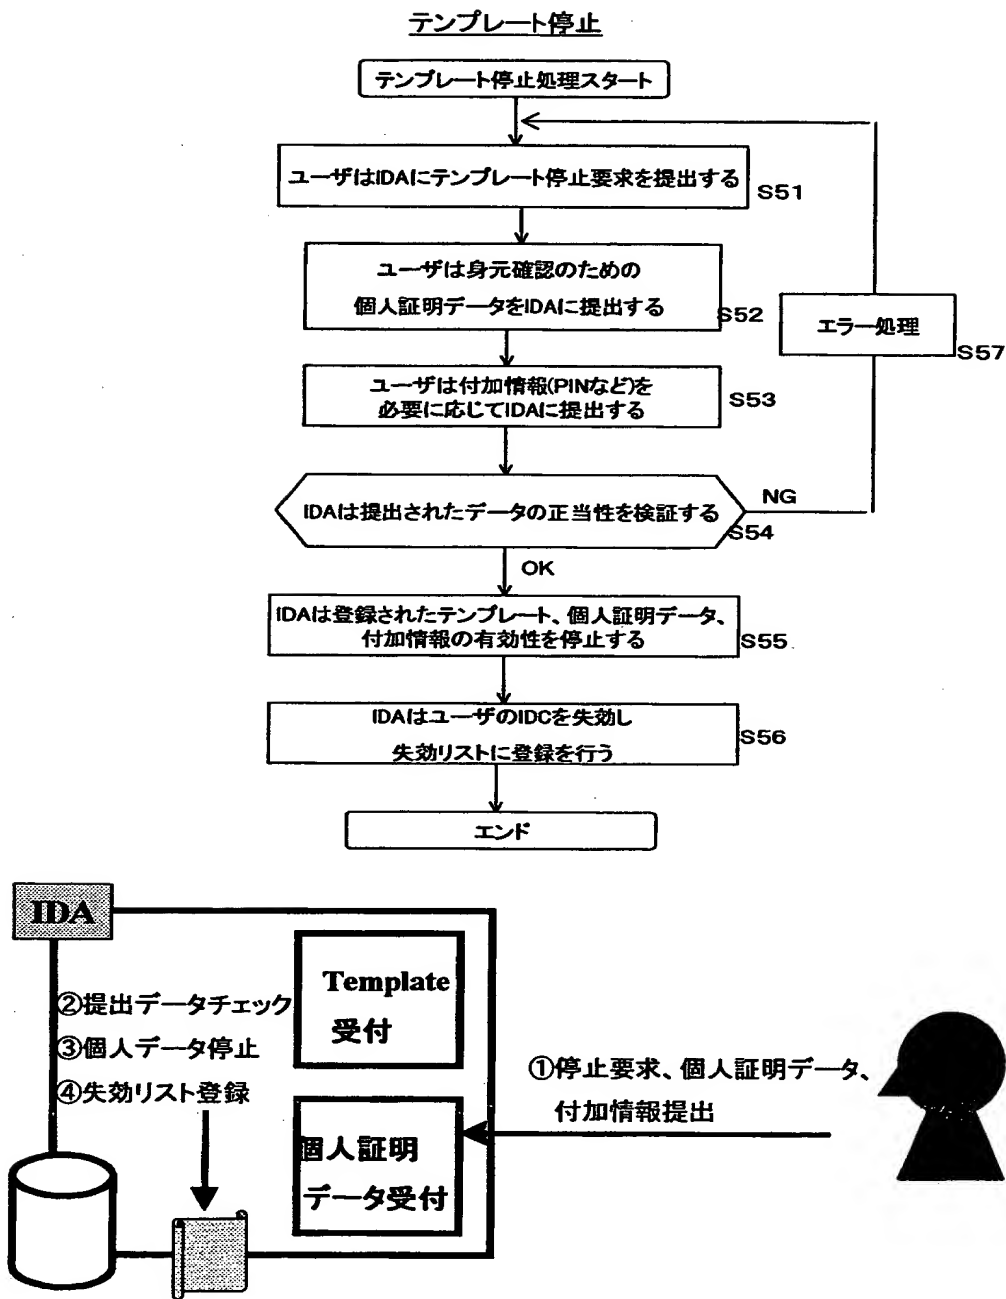 テンプレート停止
テンプレート停止処理スタート
ユーザはIDAにテンプレート停止要求を提出する
S51
ユーザは身元確認のための
個人証明データをIDAに提出する
S52
エラー処理
S57
ユーザは付加情報(PINなど)を
必要に応じてIDAに提出する
S53
IDAは提出されたデータの正当性を検証する
NG
S54
OK
IDAは登録されたテンプレート、個人証明データ、
付加情報の有効性を停止する
S55
IDAはユーザのIDCを失効し
失効リストに登録を行う
S56
エンド
IDA
Template
受付
②提出データチェック
③個人データ停止
④失効リスト登録
①停止要求、個人証明データ、
付加情報提出
個人証明
データ受付